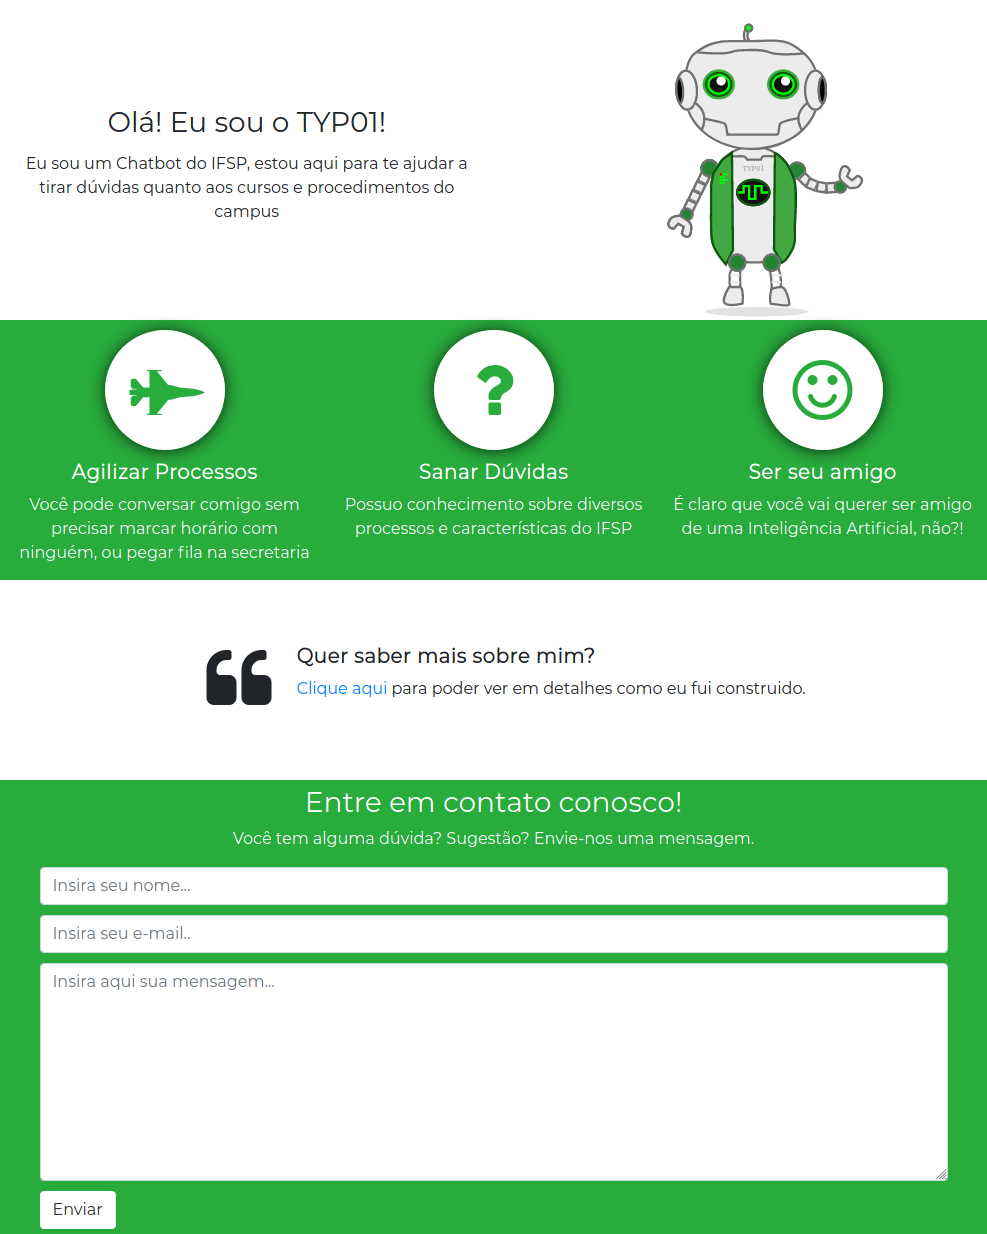 Olá! Eu sou o TYP01!
Eu sou um Chatbot do IFSP, estou aqui para te ajudar a
tirar dúvidas quanto aos cursos e procedimentos do
campus
TYP01
Agilizar Processos
Você pode conversar comigo sem
precisar marcar horário com
ninguém, ou pegar fila na secretaria
Sanar Dúvidas
Possuo conhecimento sobre diversos
processos e características do IFSP
Ser seu amigo
É claro que você vai querer ser amigo
de uma Inteligência Artificial, não?!
Quer saber mais sobre mim?
Clique aqui para poder ver em detalhes como eu fui construido.
Entre em contato conosco!
Você tem alguma dúvida? Sugestão? Envie-nos uma mensagem.
Insira seu nome...
Insira seu e-mail..
Insira aqui sua mensagem...
Enviar